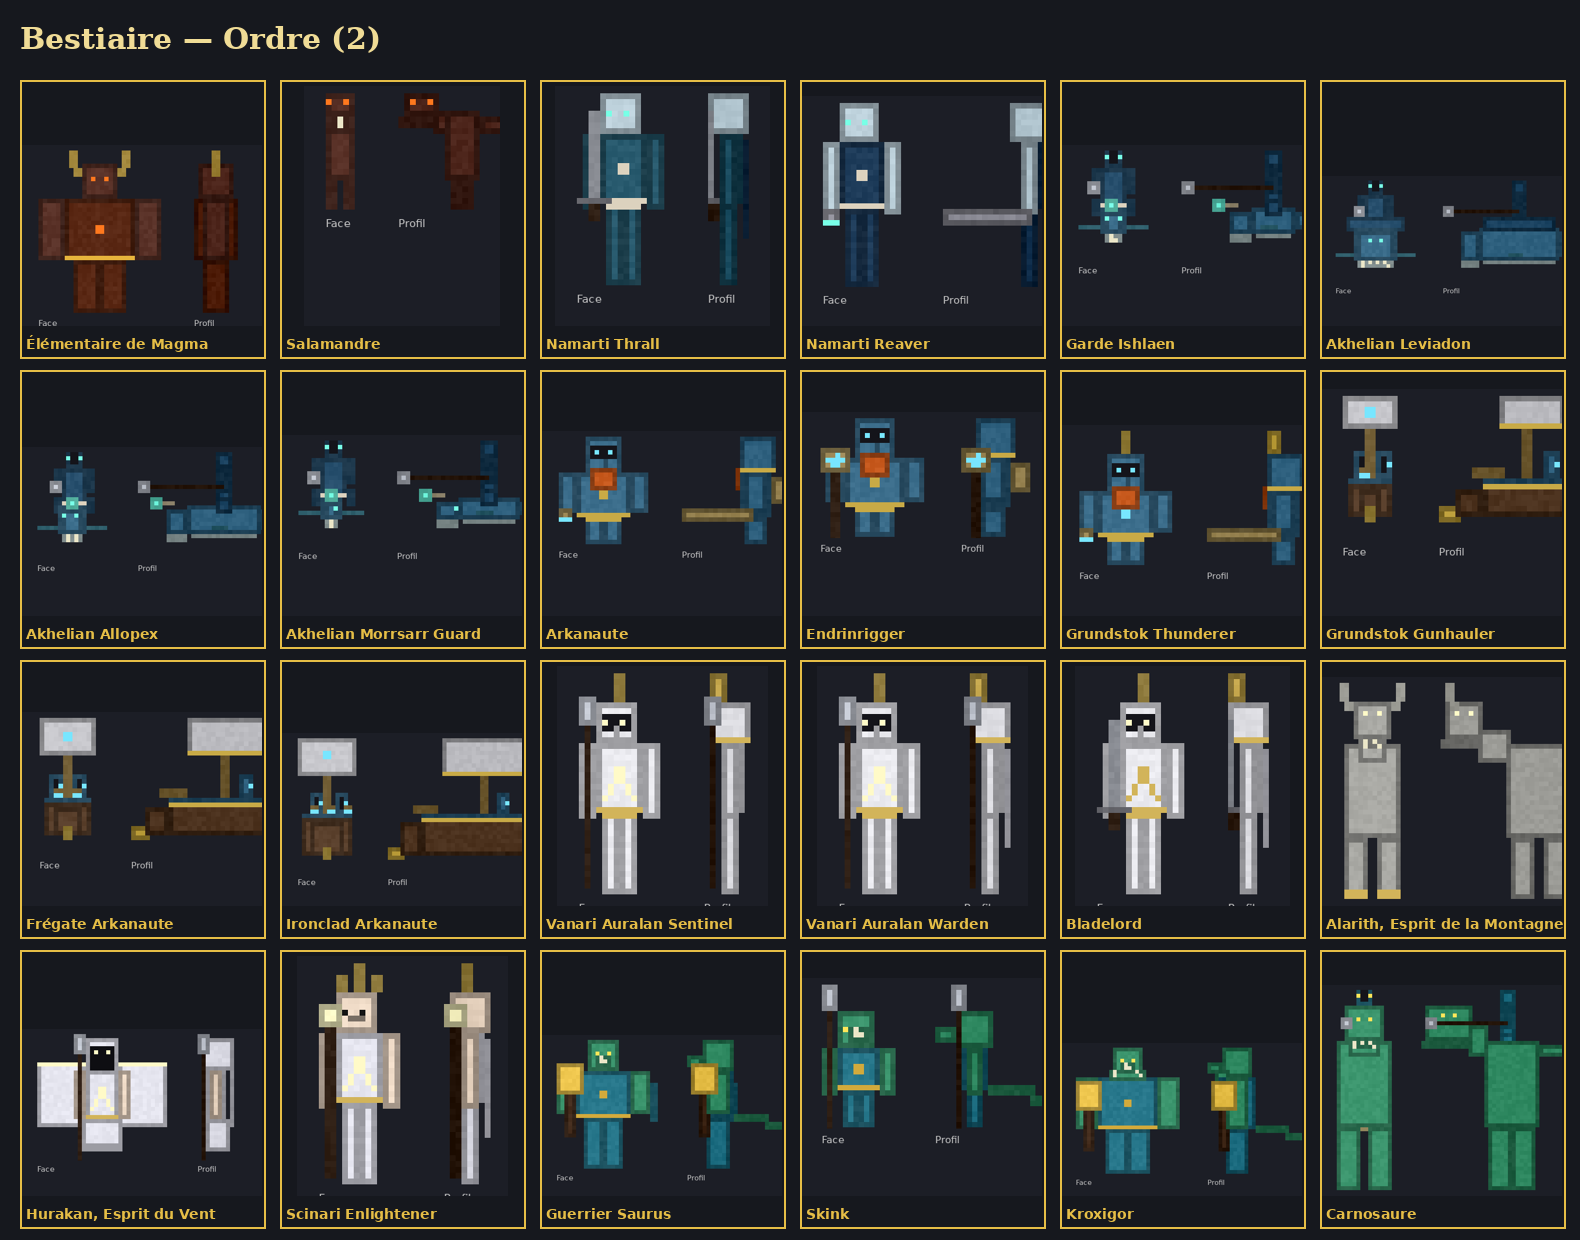 Bestiaire — Ordre (2)
Face Profil
Élémentaire de Magma
Face Profil
Salamandre
Face Profil
Namarti Thrall
Face Profil
Namarti Reaver
Face Profil
Garde Ishlaen
Face Profil
Akhelian Leviadon
Face Profil
Akhelian Allopex
Face Profil
Akhelian Morrsarr Guard
Face Profil
Arkanaute
Face Profil
Endrinrigger
Face Profil
Grundstok Thunderer
Face Profil
Grundstok Gunhauler
Face Profil
Frégate Arkanaute
Face Profil
Ironclad Arkanaute
Vanari Auralan Sentinel
Vanari Auralan Warden
Bladelord
Alarith, Esprit de la Montagne
Face Profil
Hurakan, Esprit du Vent
Scinari Enlightener
Face Profil
Guerrier Saurus
Face Profil
Skink
Face Profil
Kroxigor
Carnosaure